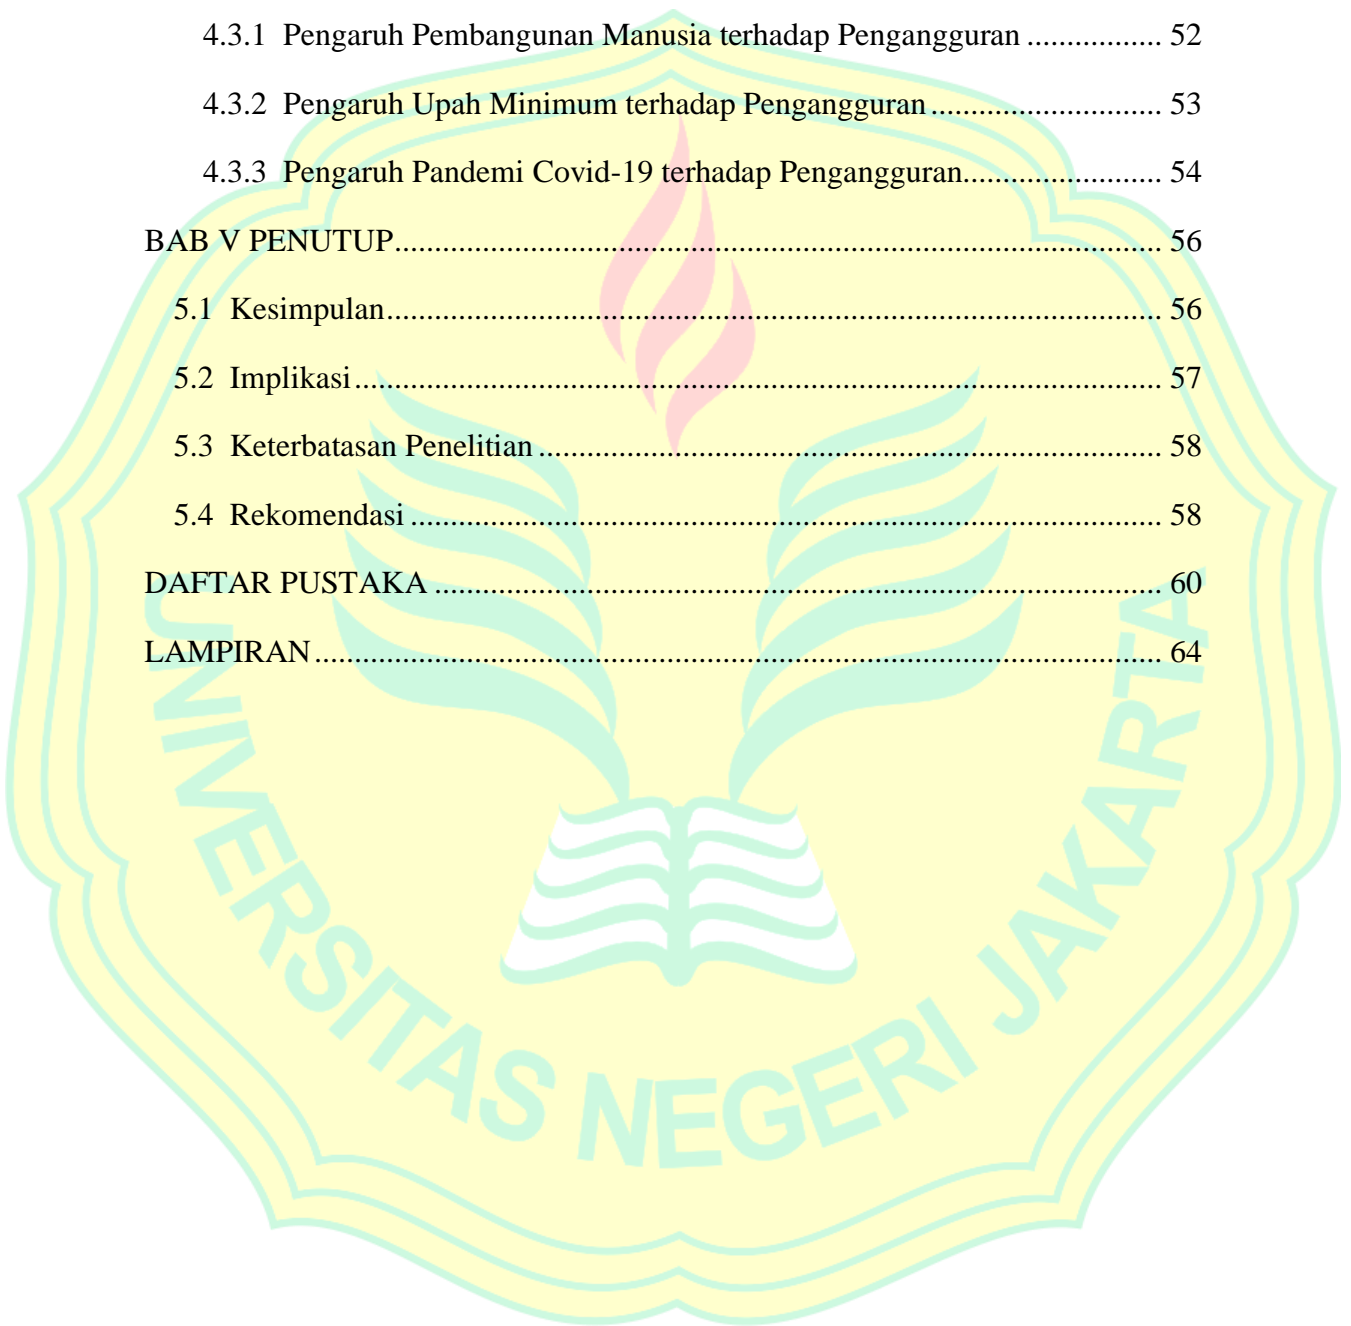 4.3.1 Pengaruh Pembangunan Manusia terhadap Pengangguran ................. 52
4.3.2 Pengaruh Upah Minimum terhadap Pengangguran ............................. 53
4.3.3 Pengaruh Pandemi Covid-19 terhadap Pengangguran......................... 54
BAB V PENUTUP................................................................................................ 56
5.1 Kesimpulan................................................................................................. 56
5.2 Implikasi..................................................................................................... 57
5.3 Keterbatasan Penelitian .............................................................................. 58
5.4 Rekomendasi .............................................................................................. 58
DAFTAR PUSTAKA ........................................................................................... 60
LAMPIRAN .......................................................................................................... 64
UNIVERSITAS NEGERI JAKARTA